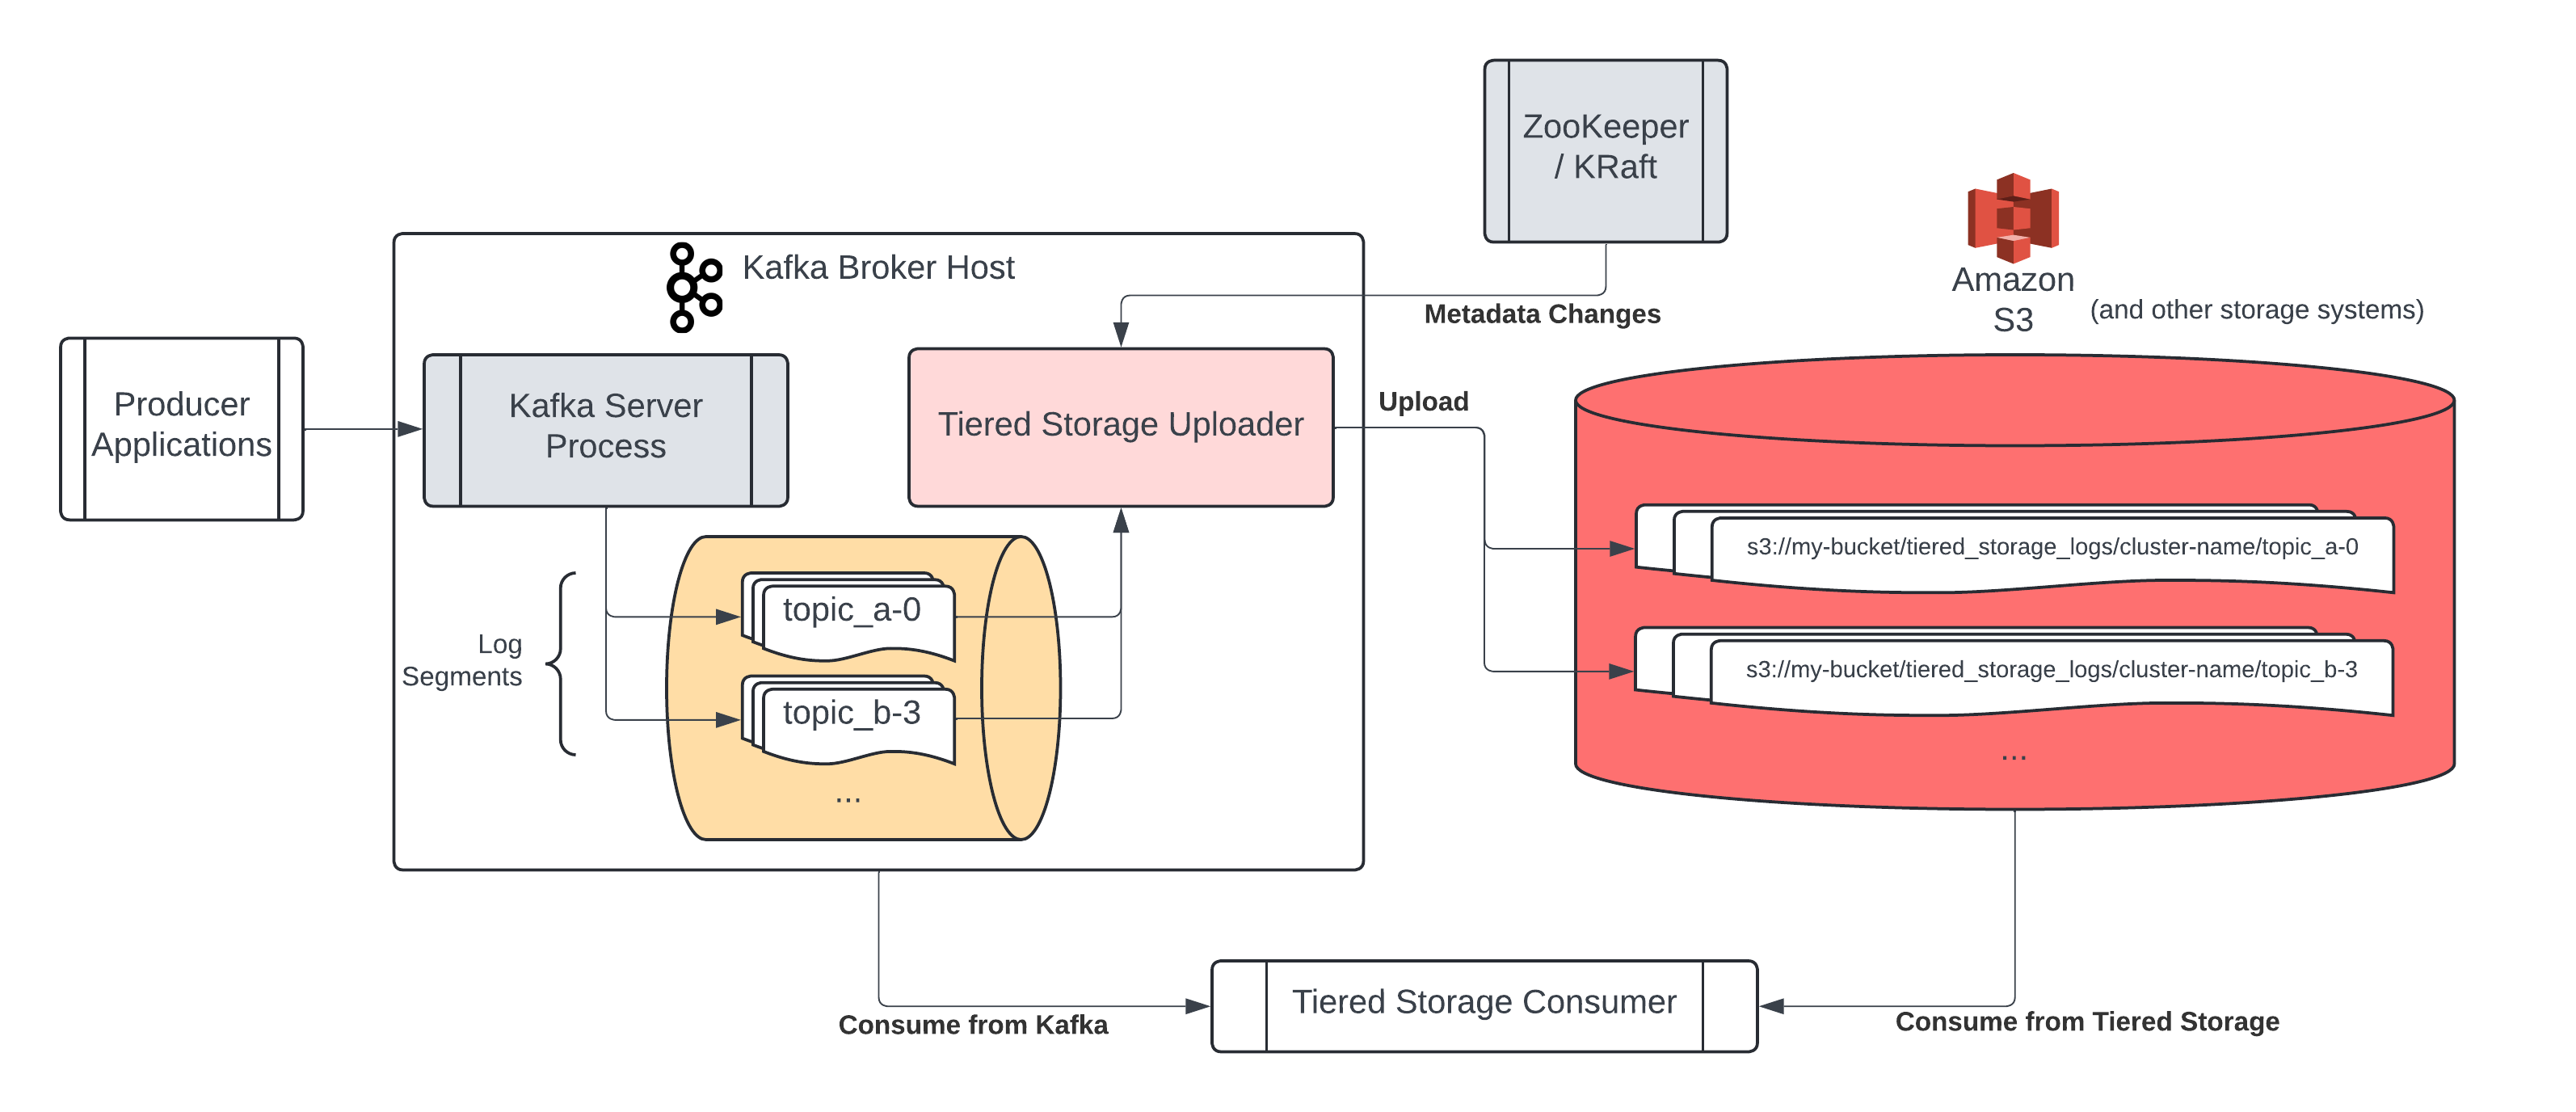 ZooKeeper
/ KRaft
Amazon
S3
(and other storage systems)
Kafka Broker Host
Metadata Changes
Producer
Applications
Kafka Server
Process
Tiered Storage Uploader
Upload
s3://my-bucket/tiered_storage_logs/cluster-name/topic_a-0
s3://my-bucket/tiered_storage_logs/cluster-name/topic_b-3
...
Log
Segments
topic_a-0
topic_b-3
...
Tiered Storage Consumer
Consume from Kafka
Consume from Tiered Storage